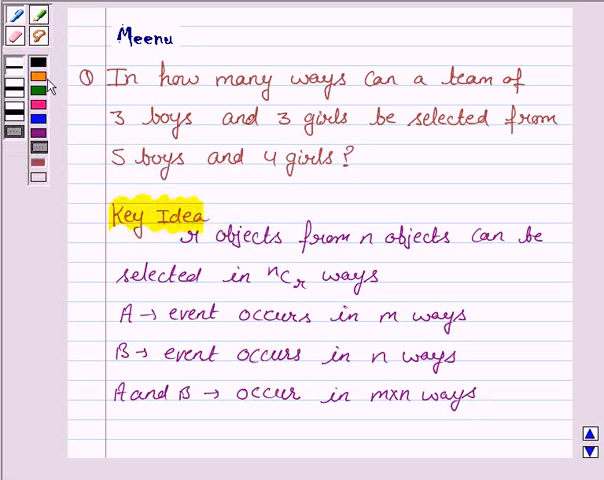 Meenu
Q In how many ways can a team of
3 boys and 3 girls be selected from
5 boys and 4 girls?
Key Idea
r objects from n objects can be
selected in ⁿCᵣ ways
A → event occurs in m ways
B → event occurs in n ways
A and B → occur in m×n ways